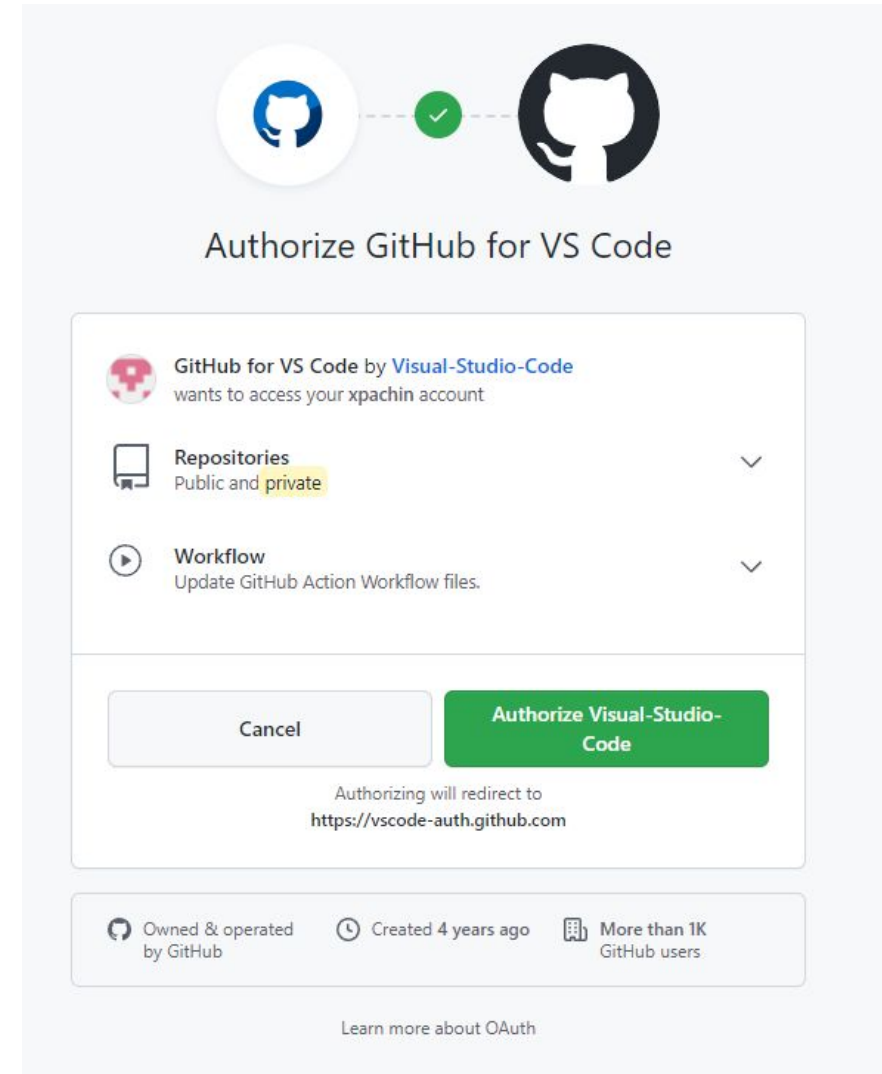 Authorize GitHub for VS Code
GitHub for VS Code by Visual-Studio-Code
wants to access your xpachin account
Repositories
Public and private
Workflow
Update GitHub Action Workflow files.
Cancel
Authorize Visual-Studio-
Code
Authorizing will redirect to
https://vscode-auth.github.com
Owned & operated
by GitHub
Created 4 years ago
More than 1K
GitHub users
Learn more about OAuth